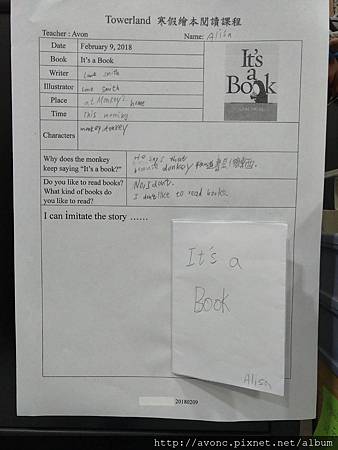 Towerland 寒假繪本閱讀課程
Teacher : Avon Name: Alisa
Date February 9, 2018
Book It's a Book
Writer Lane smith
Illustrator Lane Smith
Place at Monkey's home
Time This morning
Characters monkey, donkey
It's
a
Book
Why does the monkey
keep saying "It's a book?"
He says that
donkey
Do you like to read books?
What kind of books do
you like to read?
No, I don't.
I don't like to read books.
I can imitate the story ……
It's a
Book
Alisa
20180209
http://avonc.pixnet.net/album